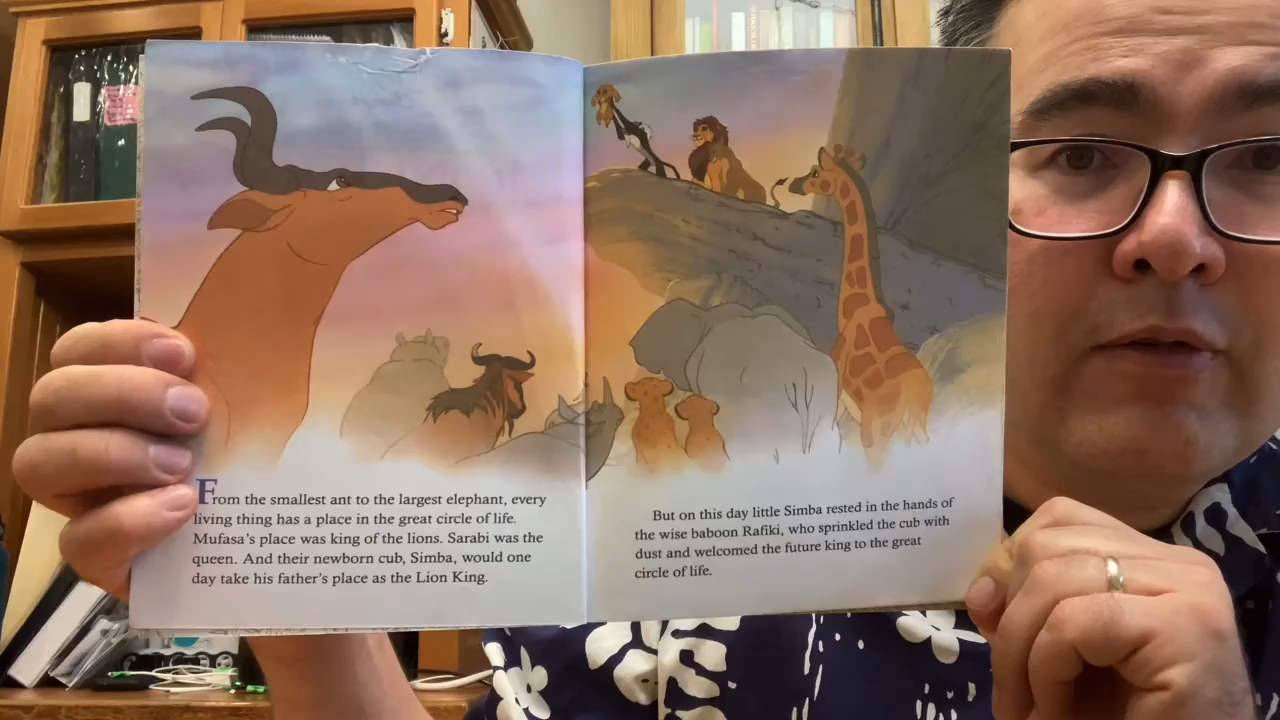 From the smallest ant to the largest elephant, every
living thing has a place in the great circle of life.
Mufasa's place was king of the lions. Sarabi was the
queen. And their newborn cub, Simba, would one
day take his father's place as the Lion King.
But on this day little Simba rested in the hands of
the wise baboon Rafiki, who sprinkled the cub with
dust and welcomed the future king to the great
circle of life.